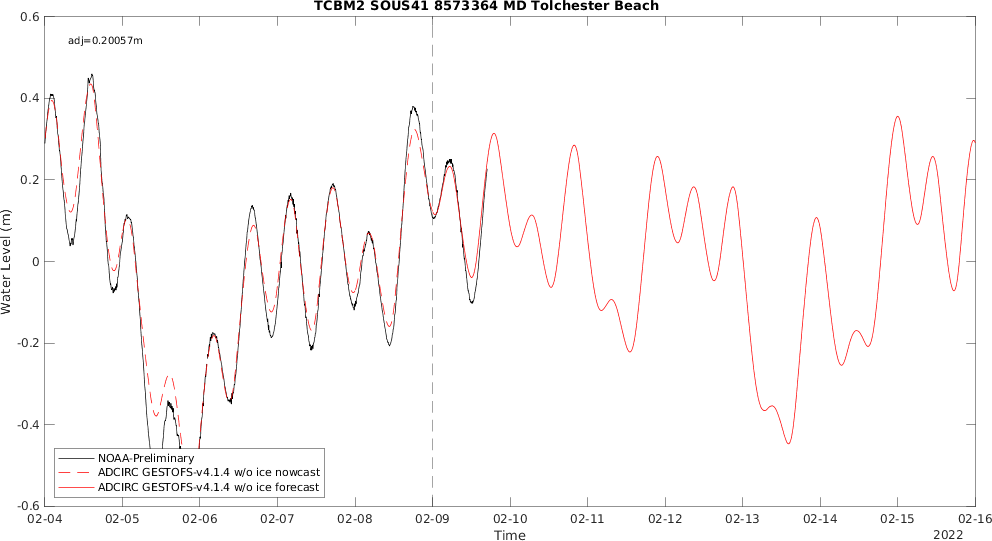 TCBM2 SOUS41 8573364 MD Tolchester Beach
adj=0.20057m
0.6
0.4
0.2
0
-0.2
-0.4
-0.6
Water Level (m)
NOAA-Preliminary
ADCIRC GESTOFS-v4.1.4 w/o ice nowcast
ADCIRC GESTOFS-v4.1.4 w/o ice forecast
02-04 02-05 02-06 02-07 02-08 02-09 02-10 02-11 02-12 02-13 02-14 02-15 02-16
Time
2022